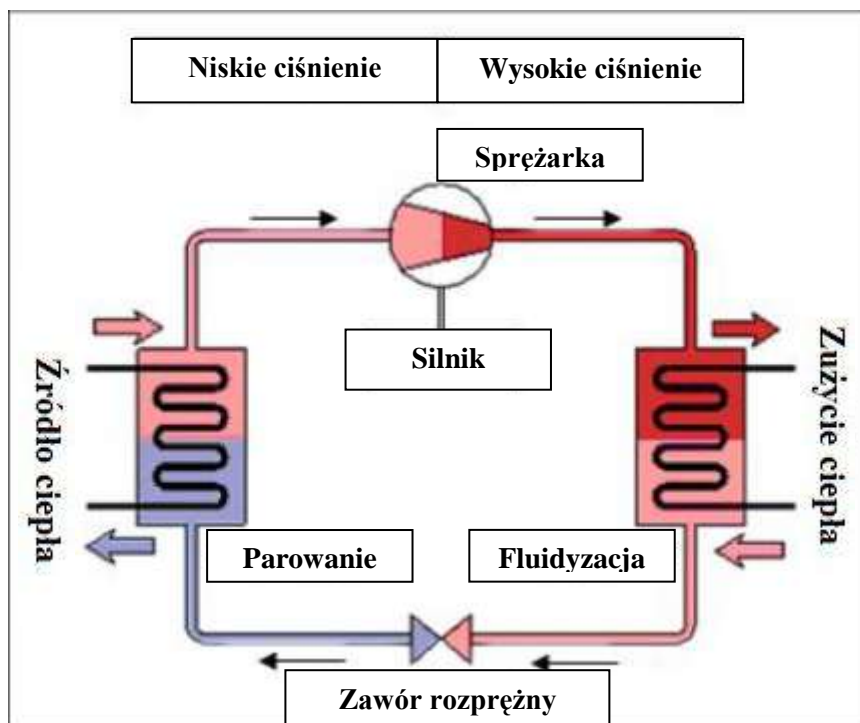 Niskie ciśnienie
Wysokie ciśnienie
Sprężarka
Silnik
Źródło ciepła
Zużycie ciepła
Parowanie
Fluidyzacja
Zawór rozprężny